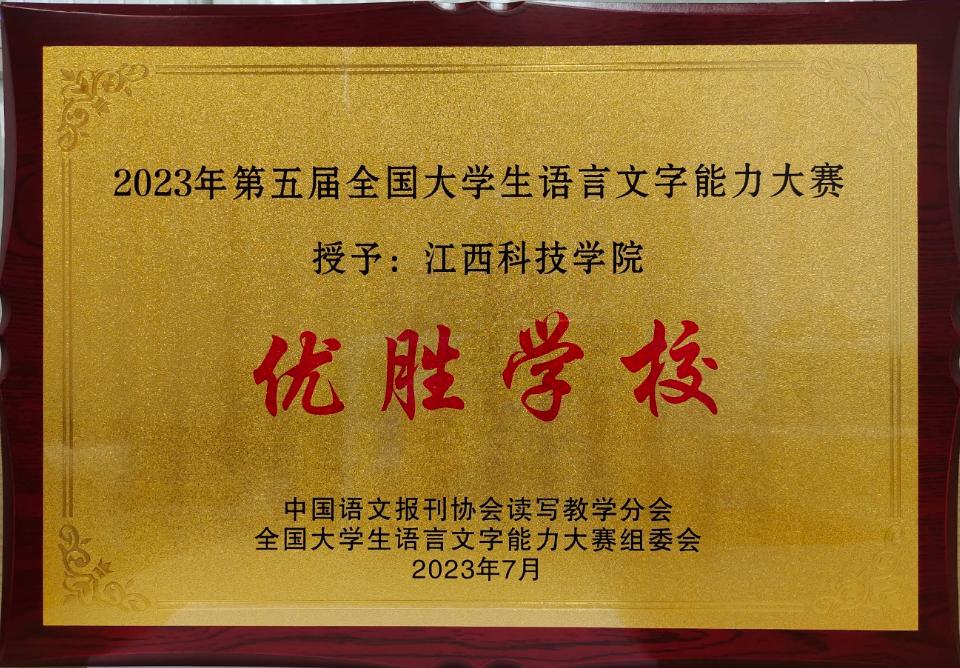 2023年第五届全国大学生语言文字能力大赛
授予：江西科技学院
优胜学校
中国语文报刊协会读写教学分会
全国大学生语言文字能力大赛组委会
2023年7月